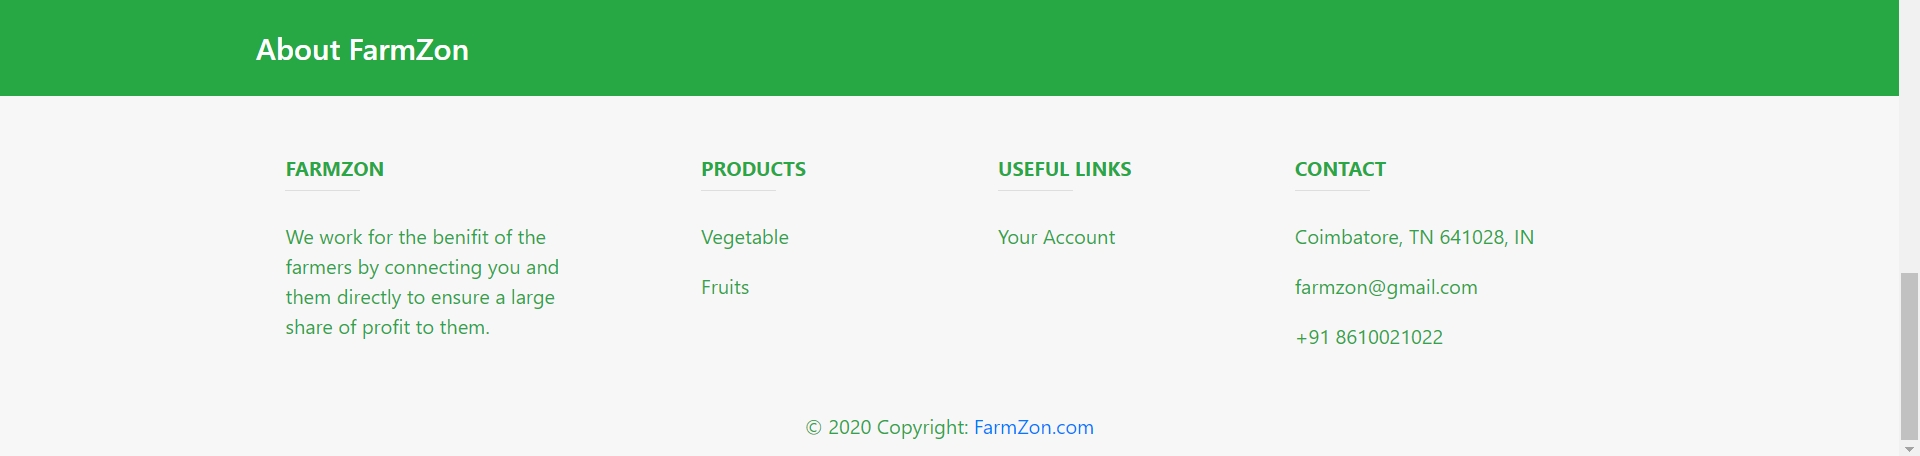 About FarmZon
FARMZON
We work for the benifit of the
farmers by connecting you and
them directly to ensure a large
share of profit to them.
PRODUCTS
Vegetable
Fruits
USEFUL LINKS
Your Account
CONTACT
Coimbatore, TN 641028, IN
farmzon@gmail.com
+91 8610021022
© 2020 Copyright: FarmZon.com